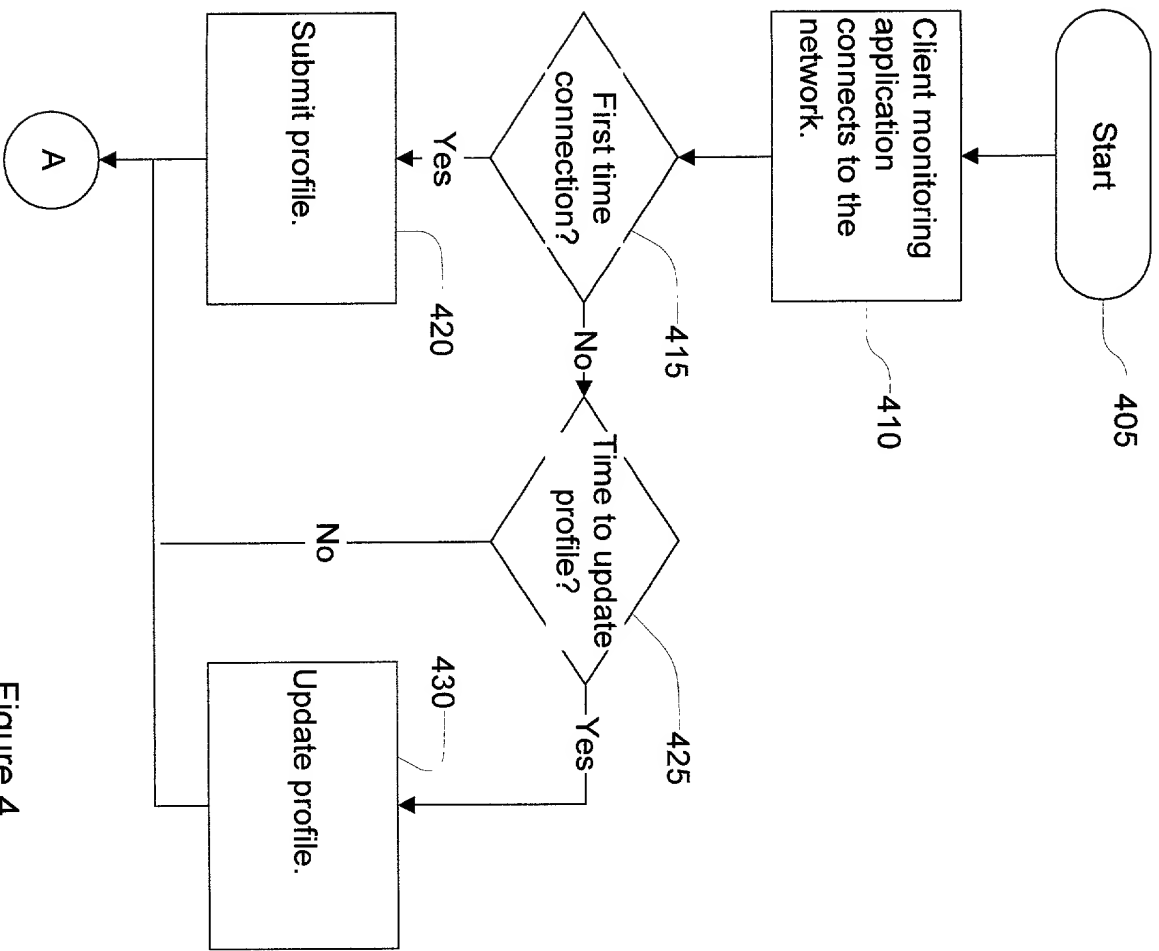 Start
405
Client monitoring
application
connects to the
network.
410
First time
connection?
415
No
Yes
Time to update
profile?
425
Yes
No
Submit profile.
420
Update profile.
430
A
Figure 4